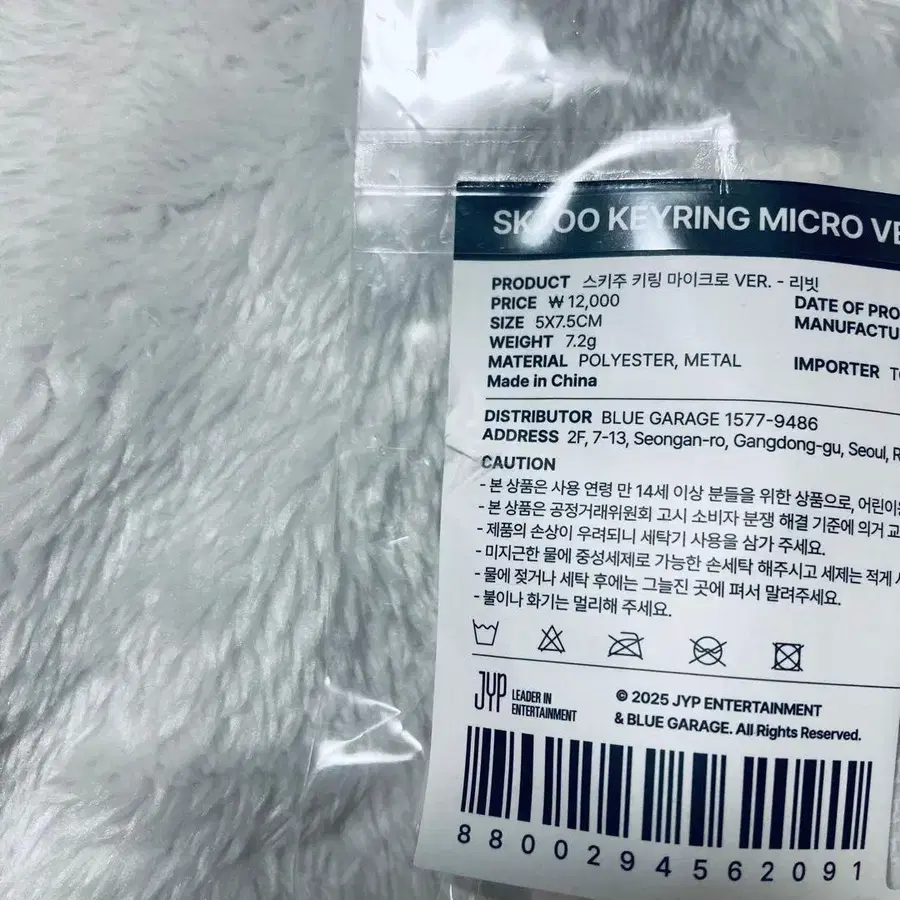 KEYRING MICRO
PRODUCT 스키주 키링 마이크로 VER. - 리빗
PRICE ₩ 12,000
SIZE 5X7.5CM
WEIGHT 7.2g
MATERIAL POLYESTER, METAL
Made in China
DATE OF
IMPORTER
DISTRIBUTOR BLUE GARAGE 1577-9486
ADDRESS 2F, 7-13, Seongan-ro, Gangdong-gu, Seoul,
CAUTION
- 본 상품은 사용 연령 만 14세 이상 분들을 위한 상품으로,
- 본 상품은 공정거래위원회 고시 소비자 분쟁 해결 기준에 의거
- 제품의 손상이 우려되니 세탁기 사용을 삼가 주세요.
- 미지근한 물에 중성세제로 가능한 손세탁 해주시고 세제는 적게
- 물에 젖거나 세탁 후에는 그늘진 곳에 펴서 말려주세요.
- 불이나 화기는 멀리해 주세요.
JYP LEADER IN
ENTERTAINMENT
© 2025 JYP ENTERTAINMENT
& BLUE GARAGE. All Rights Reserved.
8800294562091